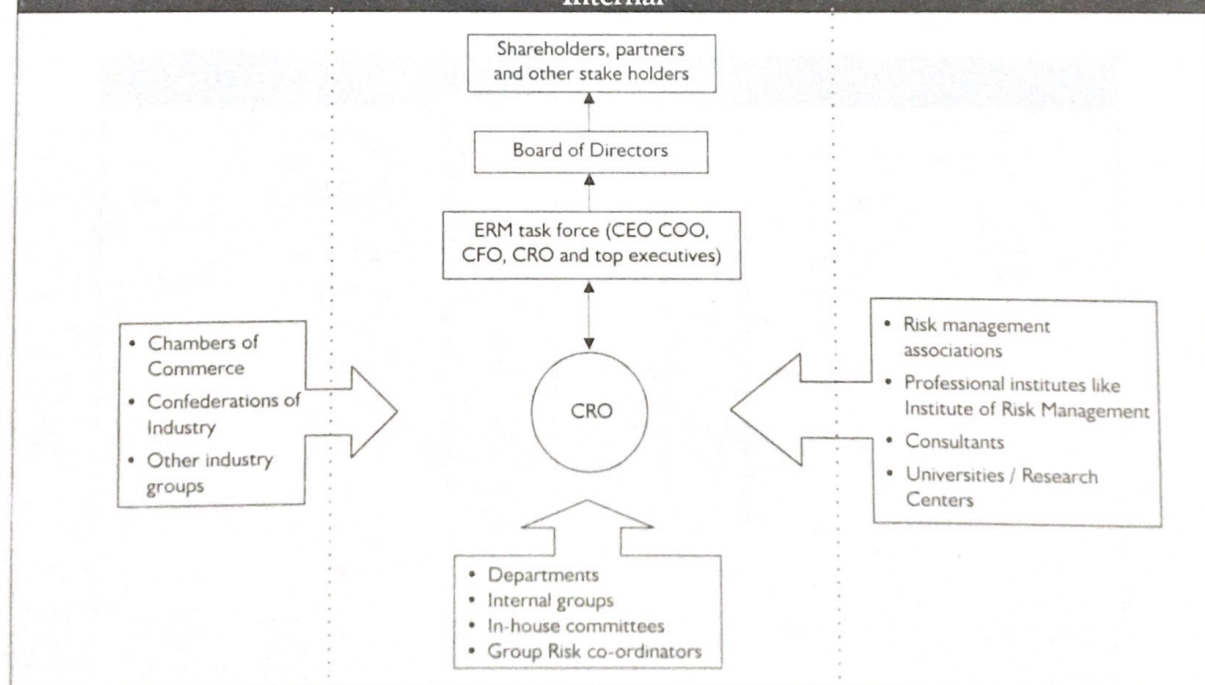 Internal
Shareholders, partners
and other stake holders
Board of Directors
ERM task force (CEO COO,
CFO, CRO and top executives)
• Chambers of
Commerce
• Confederations of
Industry
• Other industry
groups
CRO
• Risk management
associations
• Professional institutes like
Institute of Risk Management
• Consultants
• Universities / Research
Centers
• Departments
• Internal groups
• In-house committees
• Group Risk co-ordinators